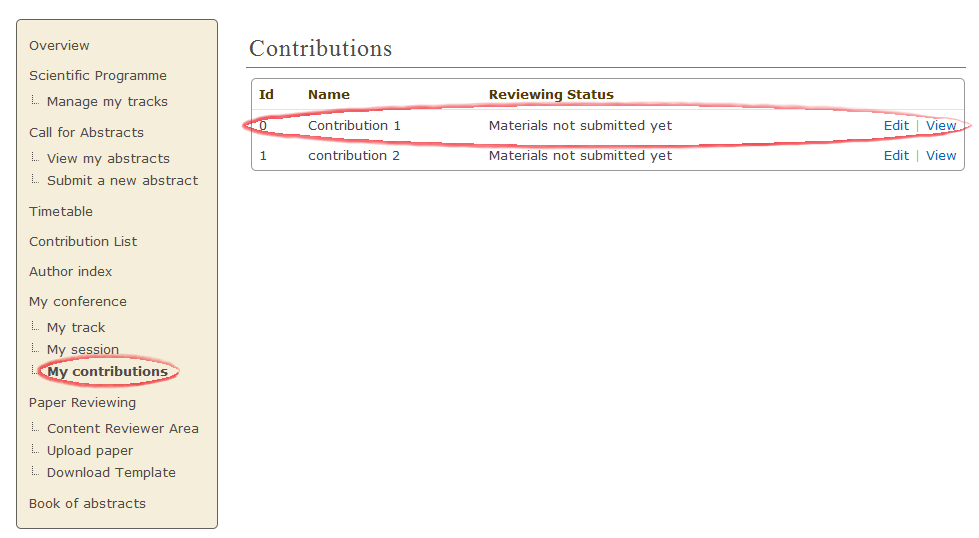 Overview
Scientific Programme
Manage my tracks
Call for Abstracts
View my abstracts
Submit a new abstract
Timetable
Contribution List
Author index
My conference
My track
My session
My contributions
Paper Reviewing
Content Reviewer Area
Upload paper
Download Template
Book of abstracts
Contributions
Id Name Reviewing Status
0 Contribution 1 Materials not submitted yet Edit | View
1 contribution 2 Materials not submitted yet Edit | View